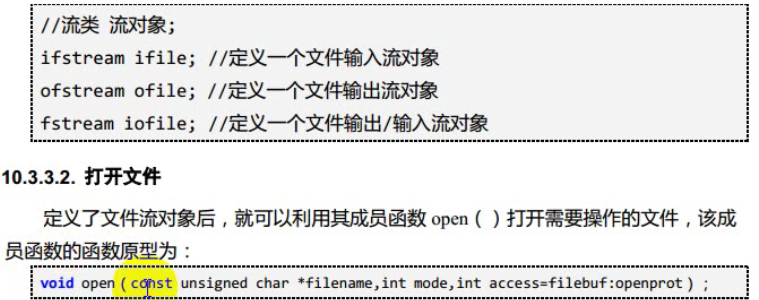 //流类 流对象;
ifstream ifile; //定义一个文件输入流对象
ofstream ofile; //定义一个文件输出流对象
fstream iofile; //定义一个文件输出/输入流对象
10.3.3.2. 打开文件
定义了文件流对象后，就可以利用其成员函数 open（）打开需要操作的文件，该成
员函数的函数原型为：
void open(const unsigned char *filename,int mode,int access=filebuf:openprot) ;